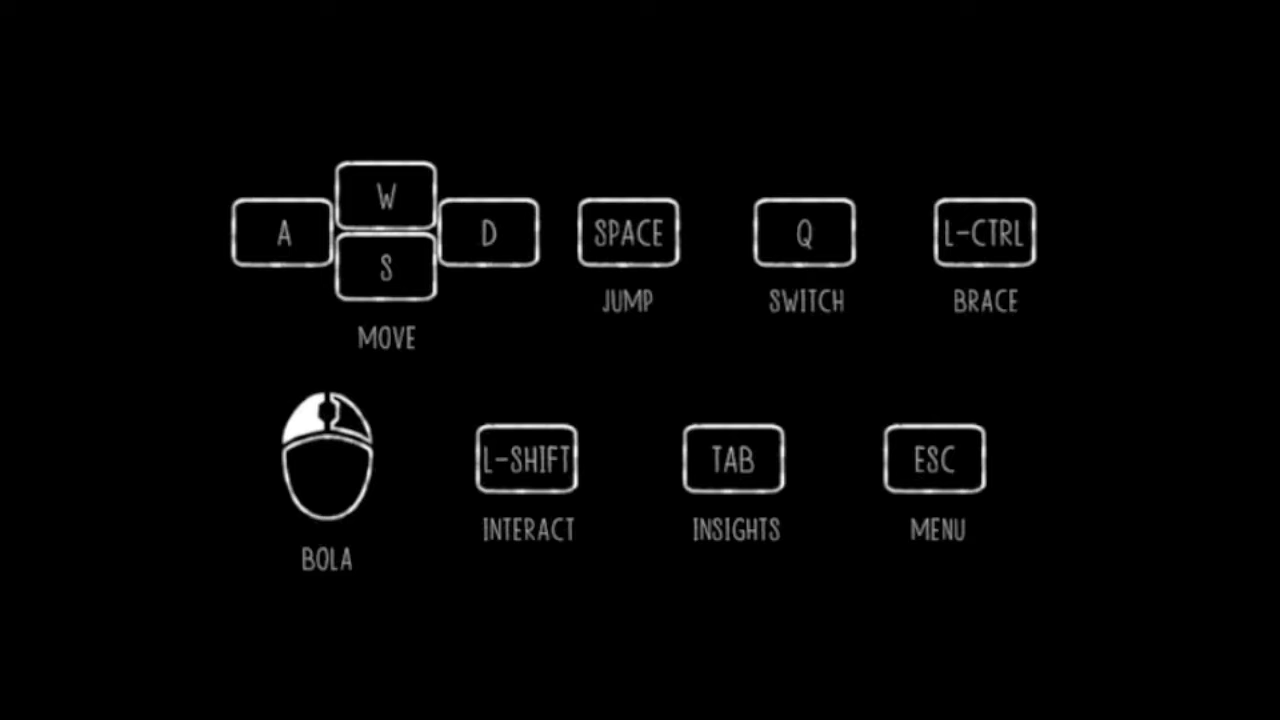 W
A
D
SPACE
Q
L-CTRL
S
JUMP
SWITCH
BRACE
MOVE
L-SHIFT
TAB
ESC
INTERACT
INSIGHTS
MENU
BOLA